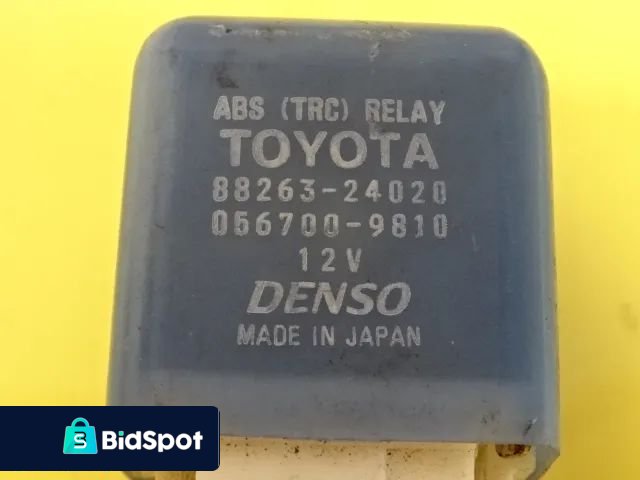 ABS (TRC) RELAY
TOYOTA
88263-24020
056700-9810
12V
DENSO
MADE IN JAPAN
BidSpot